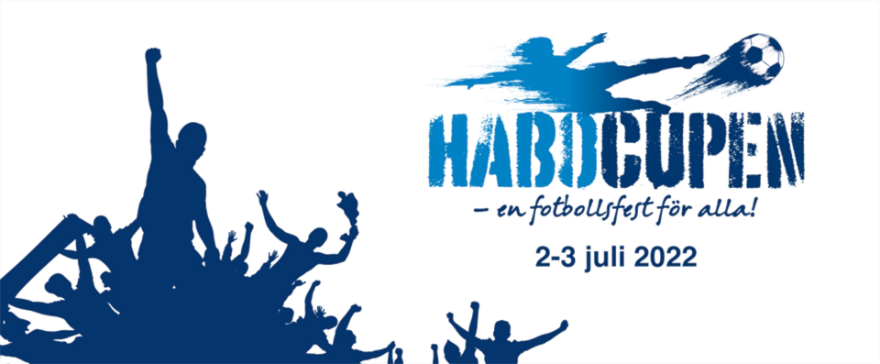 HABOCUPEN
– en fotbollsfest för alla!
2-3 juli 2022